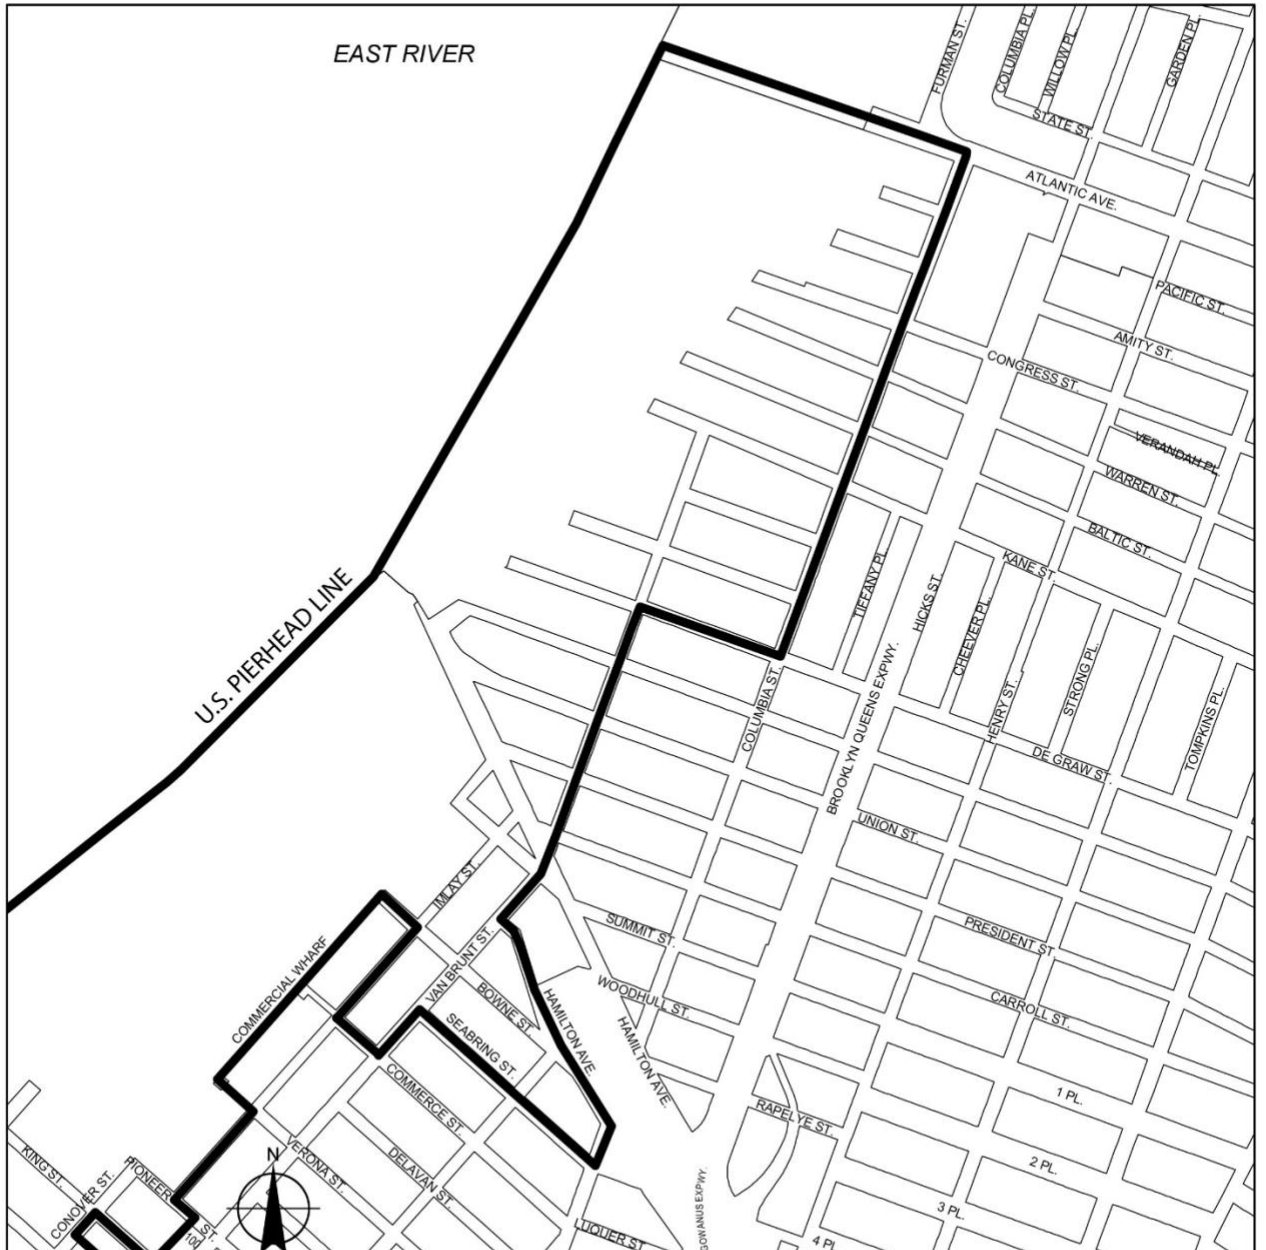 EAST RIVER
FURMAN ST.
COLUMBIA PL.
WILLOW PL.
GARDEN PL.
STATE ST.
ATLANTIC AVE.
PACIFIC ST.
AMITY ST.
CONGRESS ST.
VERANDAH PL.
WARREN ST.
BALTIC ST.
KANE ST.
TIFFANY PL.
HICKS ST.
CHEEVER PL.
U.S. PIERHEAD LINE
STRONG PL.
HENRY ST.
TOMPKINS PL.
COLUMBIA ST.
BROOKLYN QUEENS EXPWY.
DE GRAW ST.
UNION ST.
IMLAY ST.
SUMMIT ST.
PRESIDENT ST.
COMMERCIAL WHARF
VAN BRUNT ST.
BOWNE ST.
WOODHULL ST.
CARROLL ST.
SEABRING ST.
HAMILTON AVE.
HAMILTON AVE.
COMMERCE ST.
RAPELYE ST.
1 PL.
KING ST.
CONOVER ST.
PIONEER ST.
VERONA ST.
DELAVAN ST.
N
2 PL.
GOWANUS EXPWY.
3 PL.
LUQUER ST.
4 PL
100